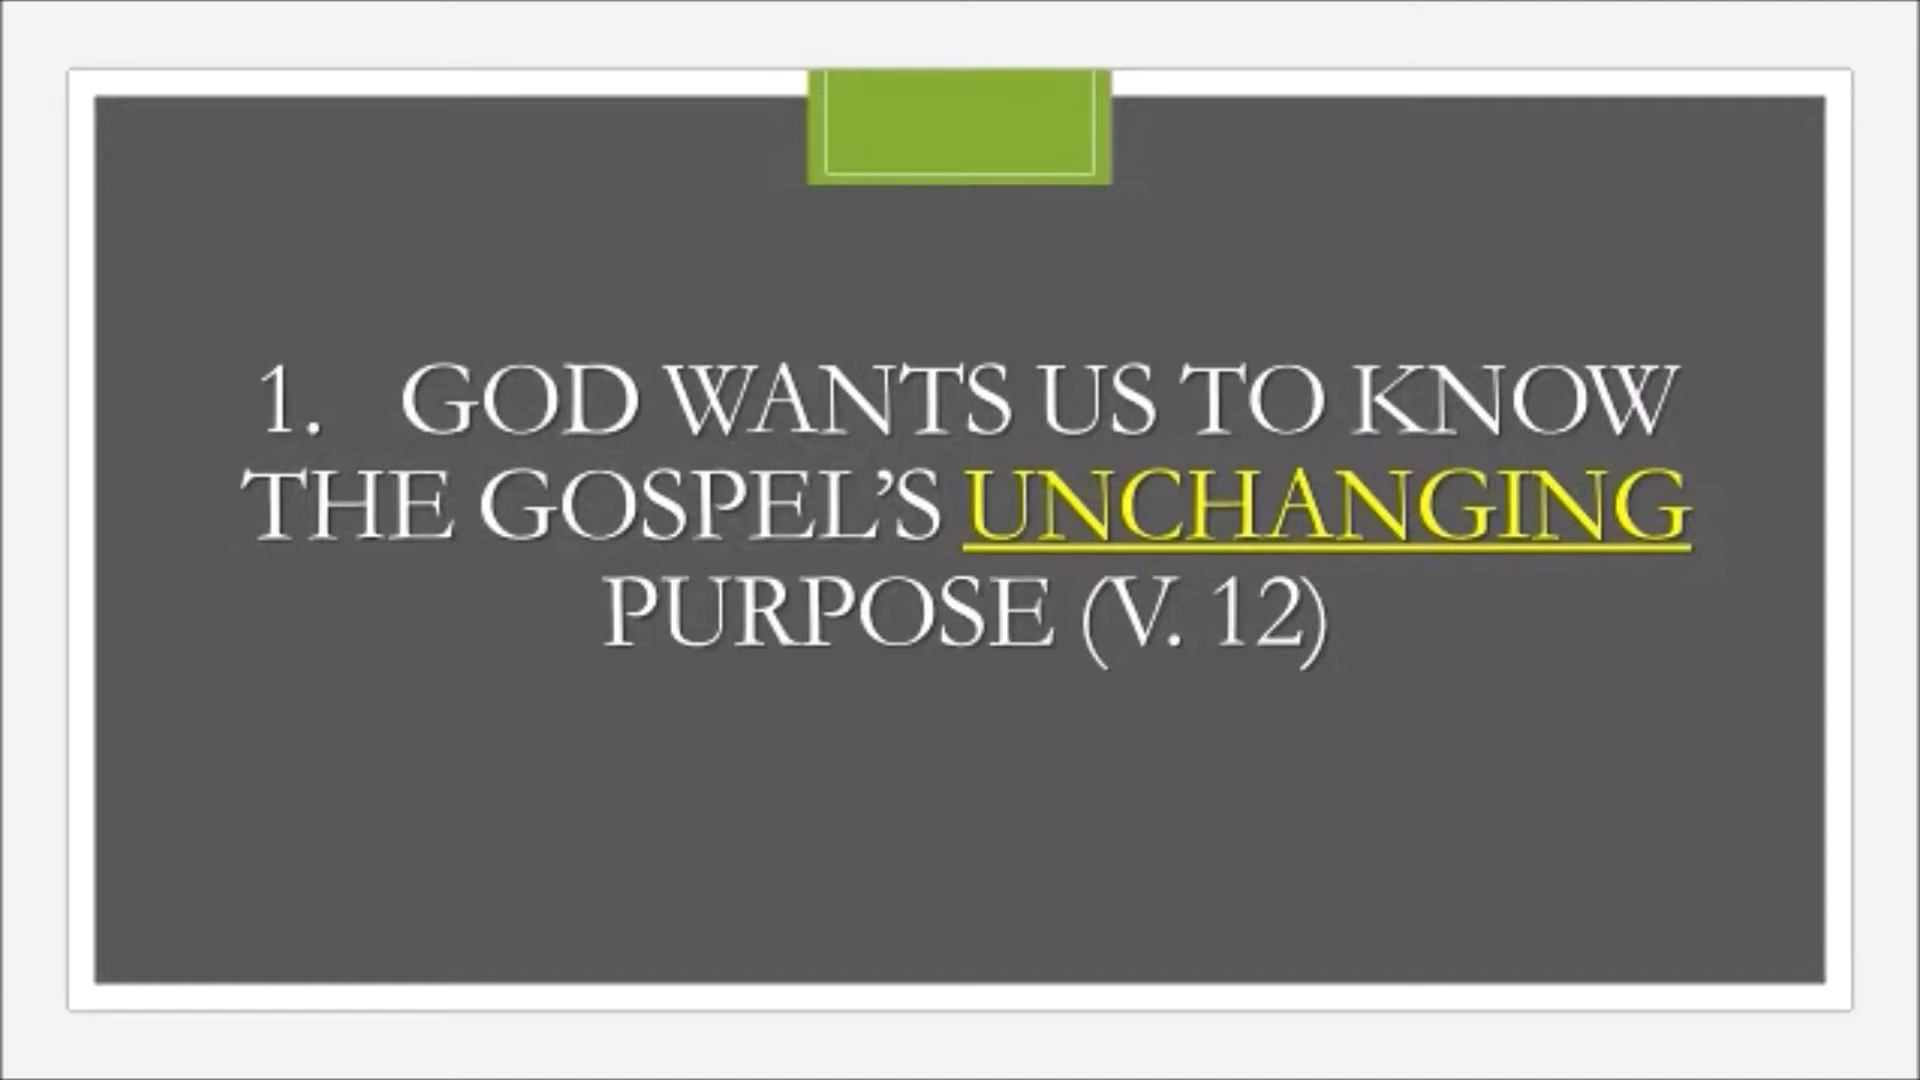 1. GOD WANTS US TO KNOW
THE GOSPEL’S UNCHANGING
PURPOSE (V. 12)